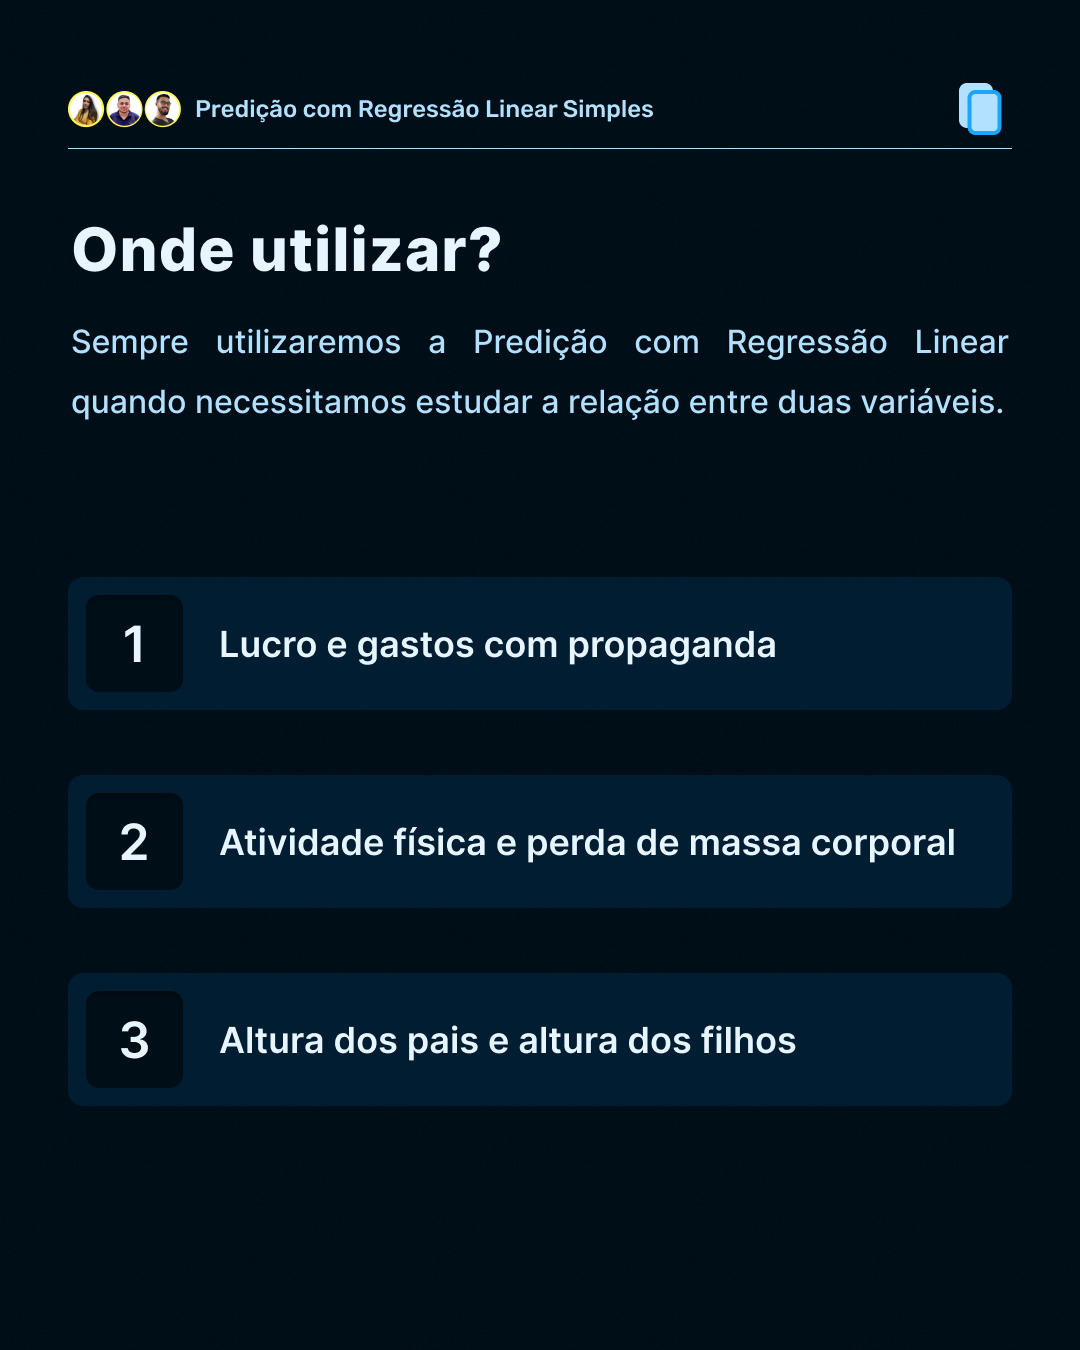 Predição com Regressão Linear Simples
Onde utilizar?
Sempre utilizaremos a Predição com Regressão Linear
quando necessitamos estudar a relação entre duas variáveis.
1
Lucro e gastos com propaganda
2
Atividade física e perda de massa corporal
3
Altura dos pais e altura dos filhos